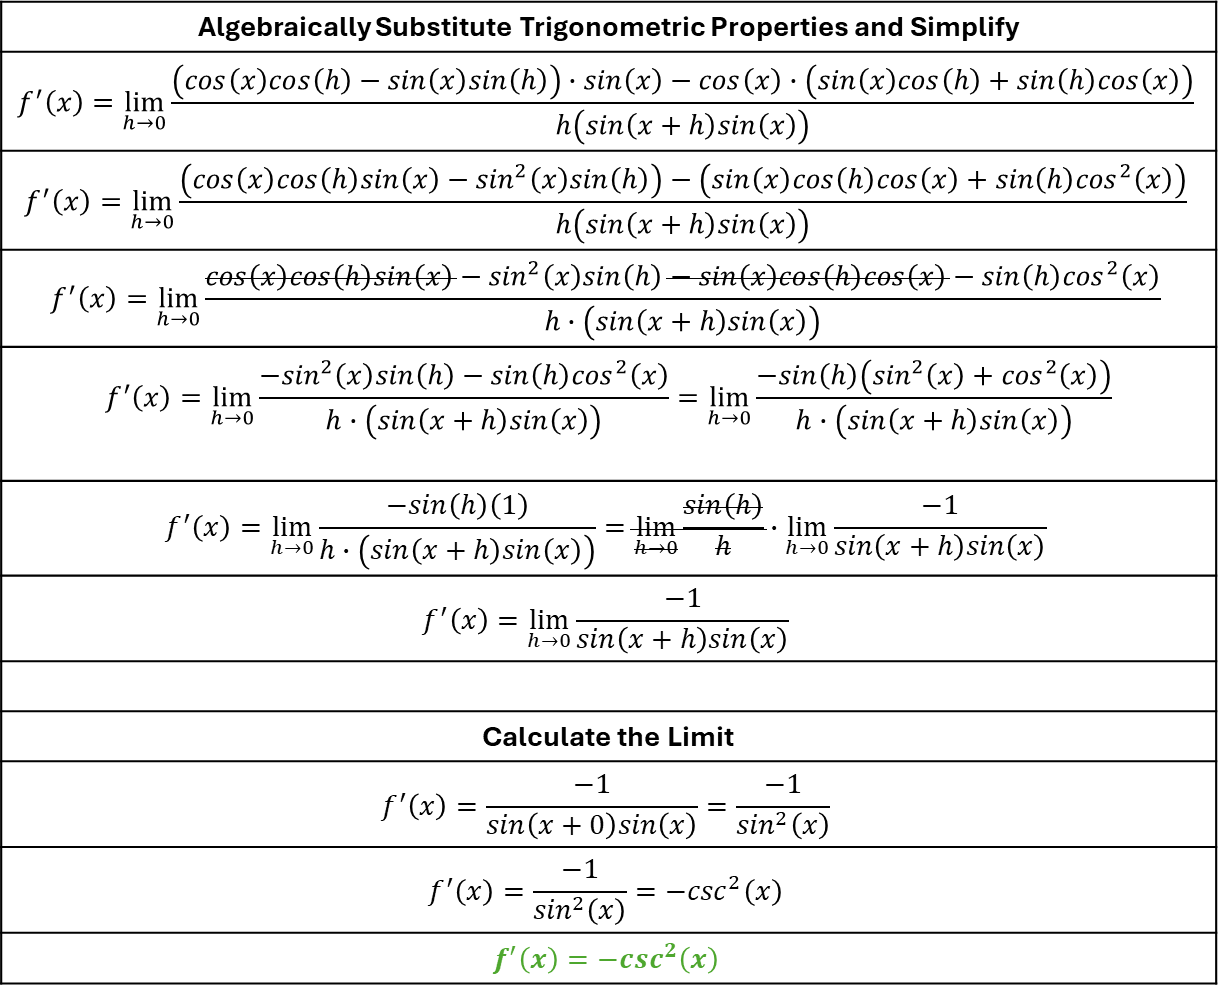 Algebraically Substitute Trigonometric Properties and Simplify
f′(x) = lim_{h→0} ((cos(x)cos(h) − sin(x)sin(h)) · sin(x) − cos(x) · (sin(x)cos(h) + sin(h)cos(x))) / (h(sin(x + h)sin(x)))
f′(x) = lim_{h→0} ((cos(x)cos(h)sin(x) − sin²(x)sin(h)) − (sin(x)cos(h)cos(x) + sin(h)cos²(x))) / (h(sin(x + h)sin(x)))
f′(x) = lim_{h→0} (cos(x)cos(h)sin(x) − sin²(x)sin(h) − sin(x)cos(h)cos(x) − sin(h)cos²(x)) / (h · (sin(x + h)sin(x)))
f′(x) = lim_{h→0} (−sin²(x)sin(h) − sin(h)cos²(x)) / (h · (sin(x + h)sin(x))) = lim_{h→0} (−sin(h)(sin²(x) + cos²(x))) / (h · (sin(x + h)sin(x)))
f′(x) = lim_{h→0} (−sin(h)(1)) / (h · (sin(x + h)sin(x))) = lim_{h→0} sin(h) / h · lim_{h→0} −1 / (sin(x + h)sin(x))
f′(x) = lim_{h→0} −1 / (sin(x + h)sin(x))
Calculate the Limit
f′(x) = −1 / (sin(x + 0)sin(x)) = −1 / sin²(x)
f′(x) = −1 / sin²(x) = −csc²(x)
f′(x) = −csc²(x)